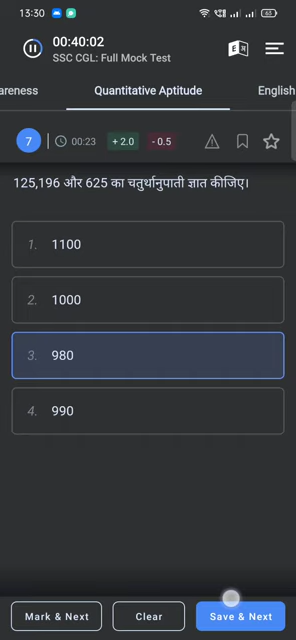 13:30
65
00:40:02
SSC CGL: Full Mock Test
areness
Quantitative Aptitude
English
7
00:23
+ 2.0
- 0.5
125,196 और 625 का चतुर्थानुपाती ज्ञात कीजिए।
1. 1100
2. 1000
3. 980
4. 990
Mark & Next
Clear
Save & Next